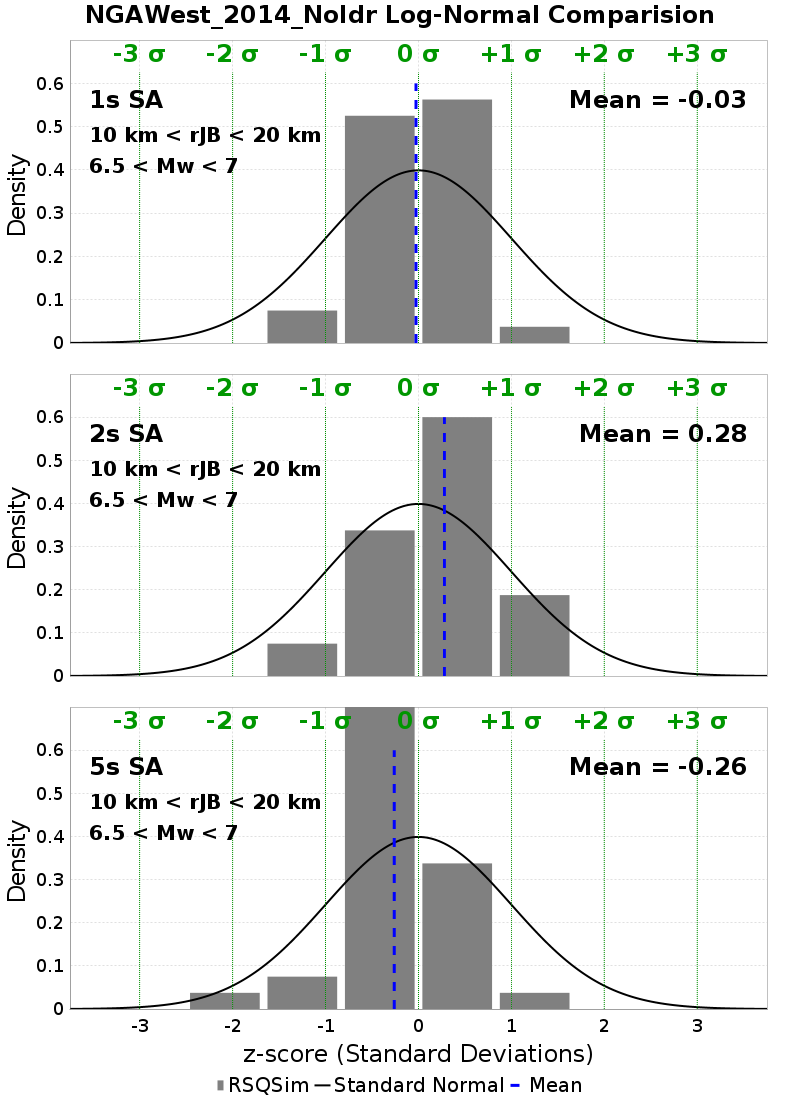 NGAWest_2014_NoIdr Log-Normal Comparision
-3 σ -2 σ -1 σ 0 σ +1 σ +2 σ +3 σ
0.6
1s SA Mean = -0.03
0.5
10 km < rJB < 20 km
6.5 < Mw < 7
0.4
0.3
0.2
0.1
0
Density
-3 σ -2 σ -1 σ 0 σ +1 σ +2 σ +3 σ
0.6
2s SA Mean = 0.28
0.5
10 km < rJB < 20 km
6.5 < Mw < 7
0.4
0.3
0.2
0.1
0
Density
-3 σ -2 σ -1 σ 0 σ +1 σ +2 σ +3 σ
0.6
5s SA Mean = -0.26
0.5
10 km < rJB < 20 km
6.5 < Mw < 7
0.4
0.3
0.2
0.1
0
Density
-3 -2 -1 0 1 2 3
z-score (Standard Deviations)
RSQSim Standard Normal Mean